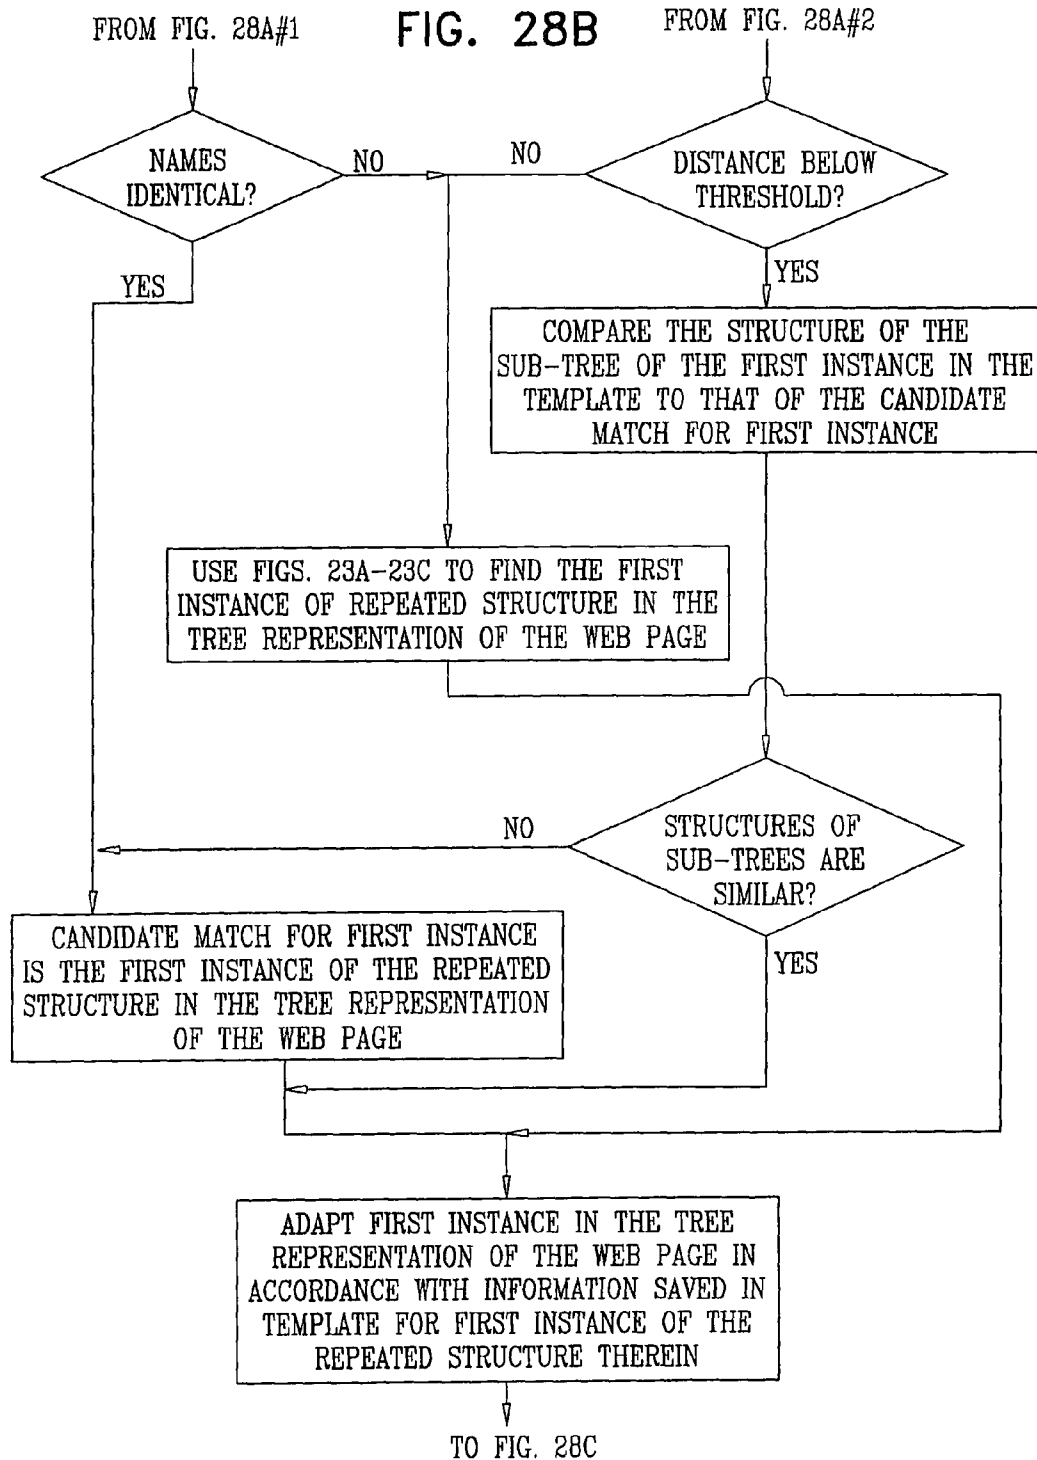 FROM FIG. 28A#1
FIG. 28B
FROM FIG. 28A#2
NAMES
IDENTICAL?
NO
NO
DISTANCE BELOW
THRESHOLD?
YES
YES
COMPARE THE STRUCTURE OF THE
SUB-TREE OF THE FIRST INSTANCE IN THE
TEMPLATE TO THAT OF THE CANDIDATE
MATCH FOR FIRST INSTANCE
USE FIGS. 23A-23C TO FIND THE FIRST
INSTANCE OF REPEATED STRUCTURE IN THE
TREE REPRESENTATION OF THE WEB PAGE
NO
STRUCTURES OF
SUB-TREES ARE
SIMILAR?
YES
CANDIDATE MATCH FOR FIRST INSTANCE
IS THE FIRST INSTANCE OF THE REPEATED
STRUCTURE IN THE TREE REPRESENTATION
OF THE WEB PAGE
ADAPT FIRST INSTANCE IN THE TREE
REPRESENTATION OF THE WEB PAGE IN
ACCORDANCE WITH INFORMATION SAVED IN
TEMPLATE FOR FIRST INSTANCE OF THE
REPEATED STRUCTURE THEREIN
TO FIG. 28C